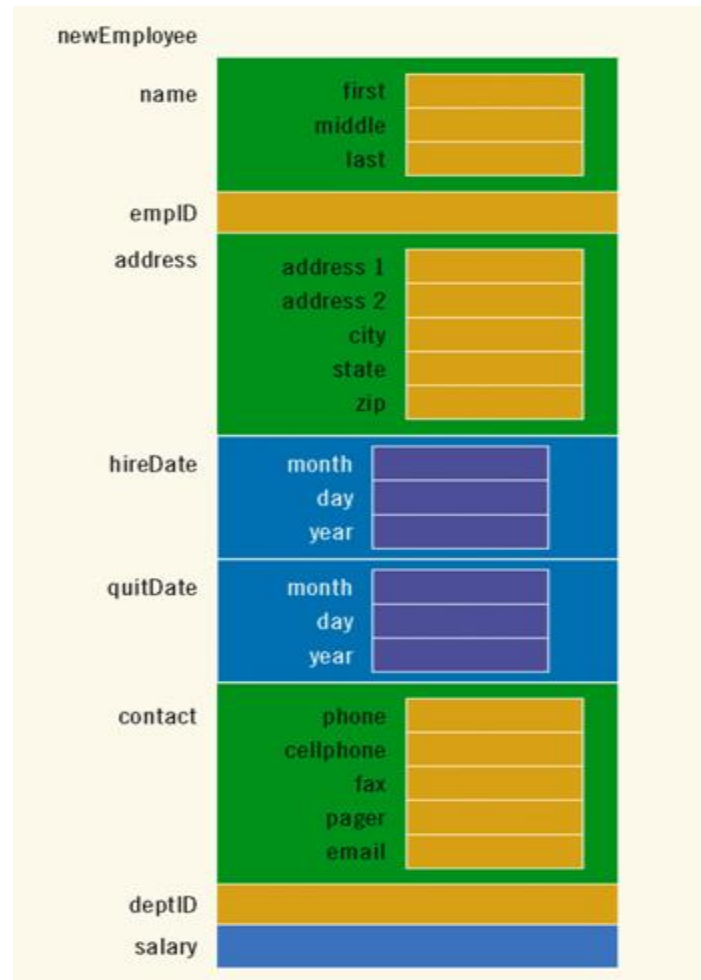 newEmployee
name
first
middle
last
empID
address
address 1
address 2
city
state
zip
hireDate
month
day
year
quitDate
month
day
year
contact
phone
cellphone
fax
pager
email
deptID
salary